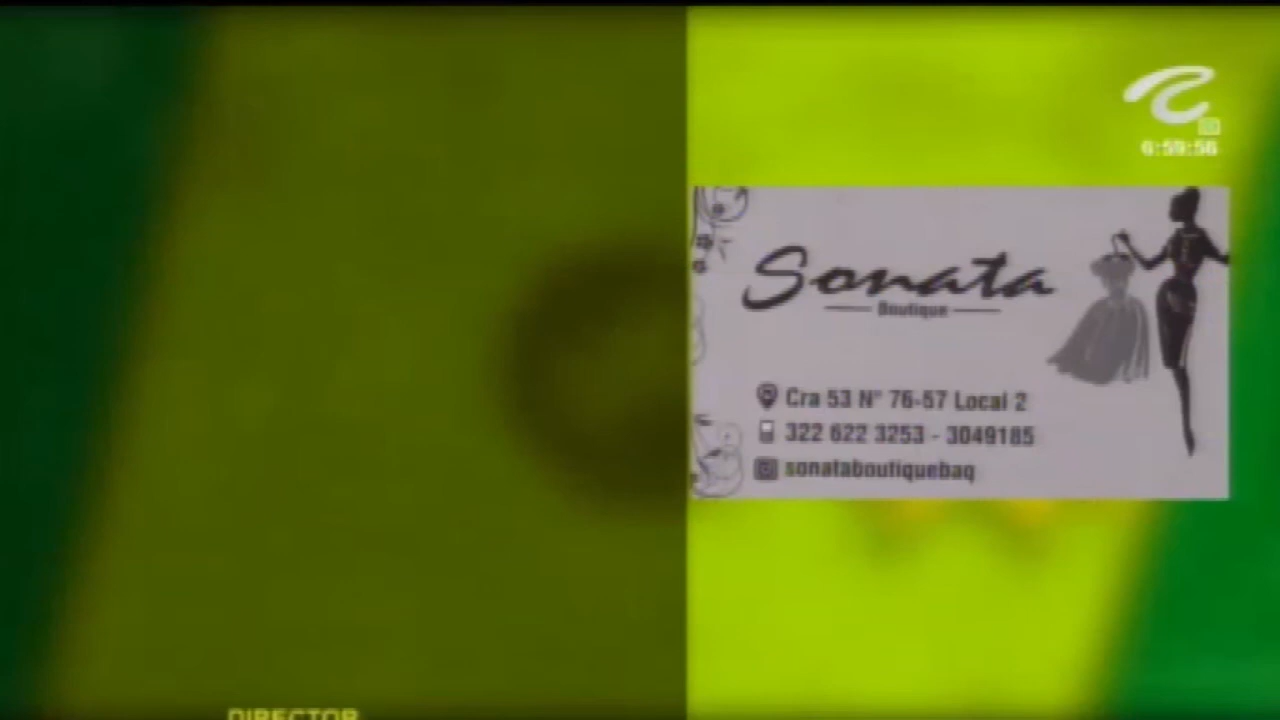 6:59:56
Sonata
Boutique
Cra 53 N° 76-57 Local 2
322 622 3253 - 3049185
sonataboutiquebaq
DIRECTOR